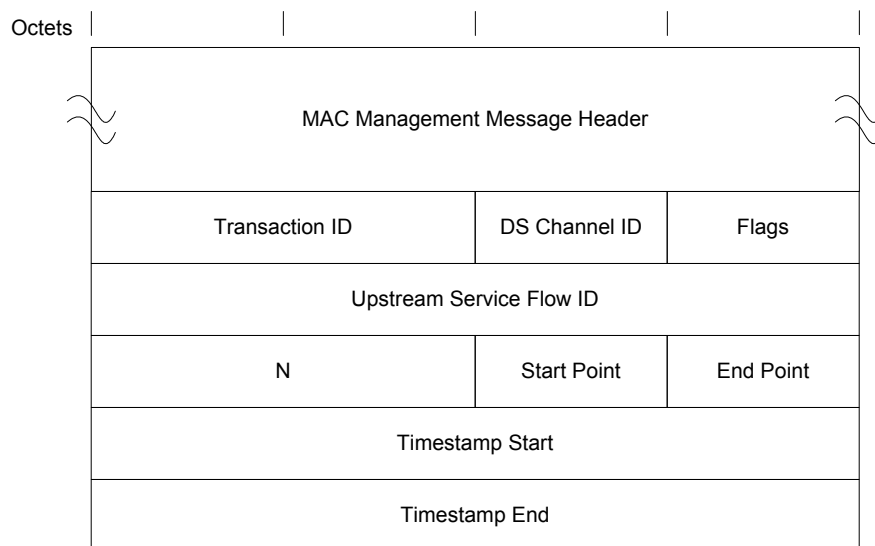 Octets
MAC Management Message Header
Transaction ID DS Channel ID Flags
Upstream Service Flow ID
N Start Point End Point
Timestamp Start
Timestamp End